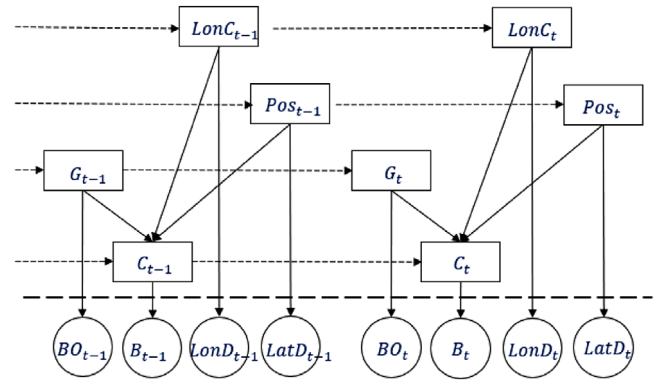 LonC_{t-1} LonC_t
Pos_{t-1} Pos_t
G_{t-1} G_t
C_{t-1} C_t
BO_{t-1} B_{t-1} LonD_{t-1} LatD_{t-1} BO_t B_t LonD_t LatD_t